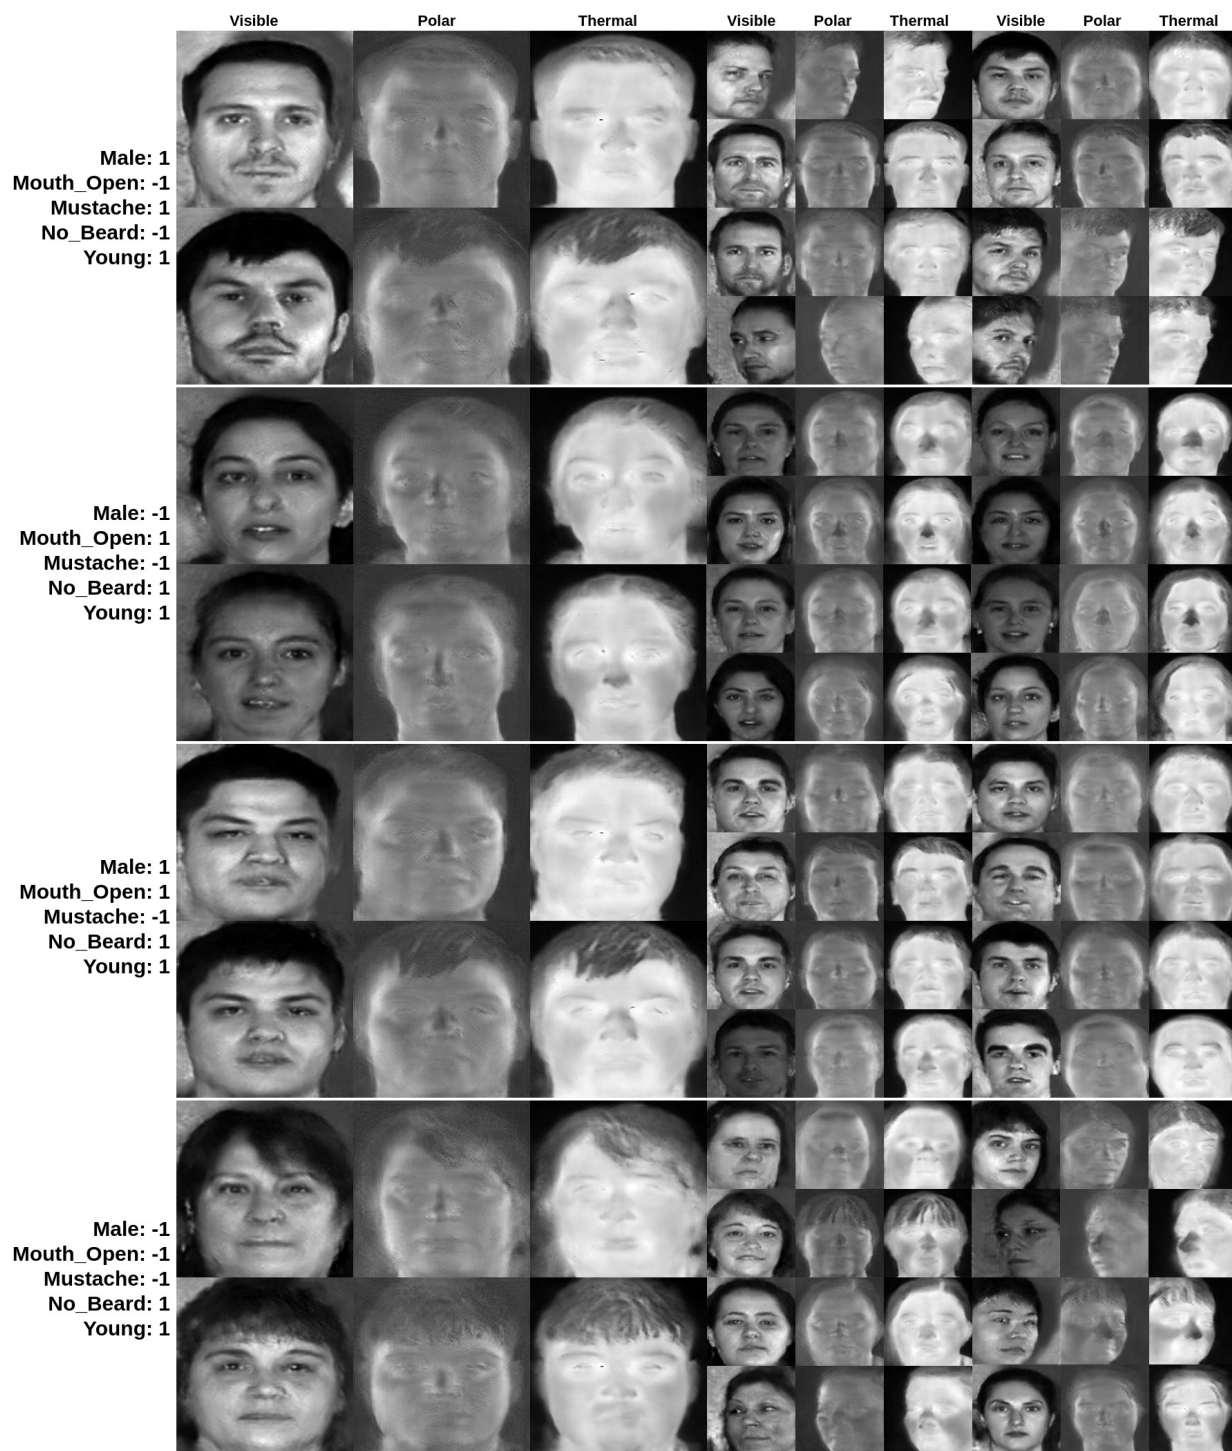 Visible Polar Thermal Visible Polar Thermal Visible Polar Thermal
Male: 1
Mouth_Open: -1
Mustache: 1
No_Beard: -1
Young: 1
Male: -1
Mouth_Open: 1
Mustache: -1
No_Beard: 1
Young: 1
Male: 1
Mouth_Open: 1
Mustache: -1
No_Beard: 1
Young: 1
Male: -1
Mouth_Open: -1
Mustache: -1
No_Beard: 1
Young: 1